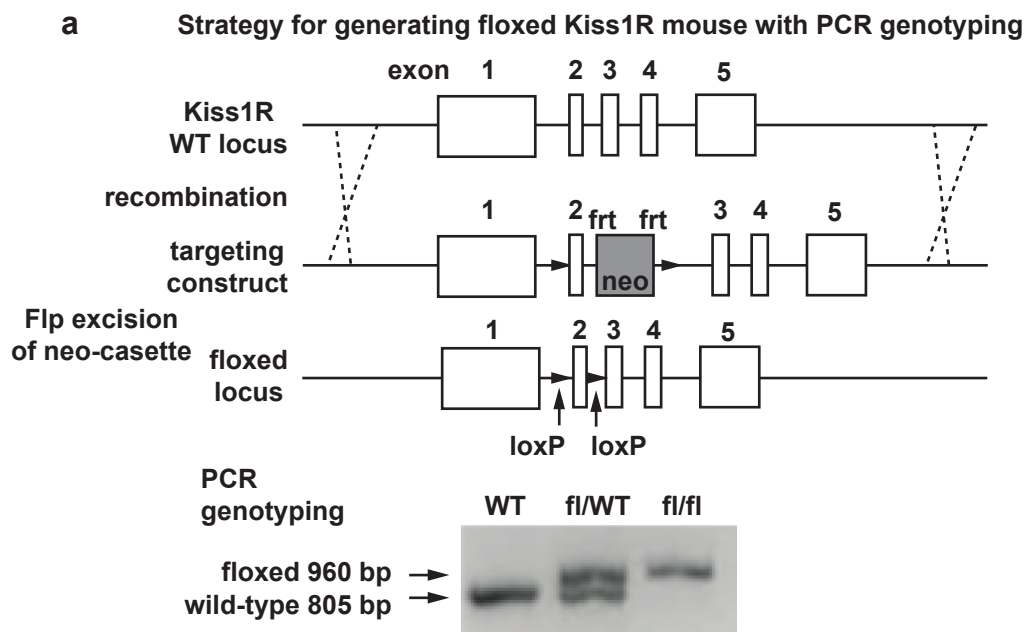 a Strategy for generating floxed Kiss1R mouse with PCR genotyping
exon 1 2 3 4 5
Kiss1R
WT locus
recombination
1 2 frt frt 3 4 5
targeting
construct
neo
Flp excision
of neo-casette
1 2 3 4 5
floxed
locus
loxP loxP
PCR
genotyping
WT fl/WT fl/fl
floxed 960 bp
wild-type 805 bp